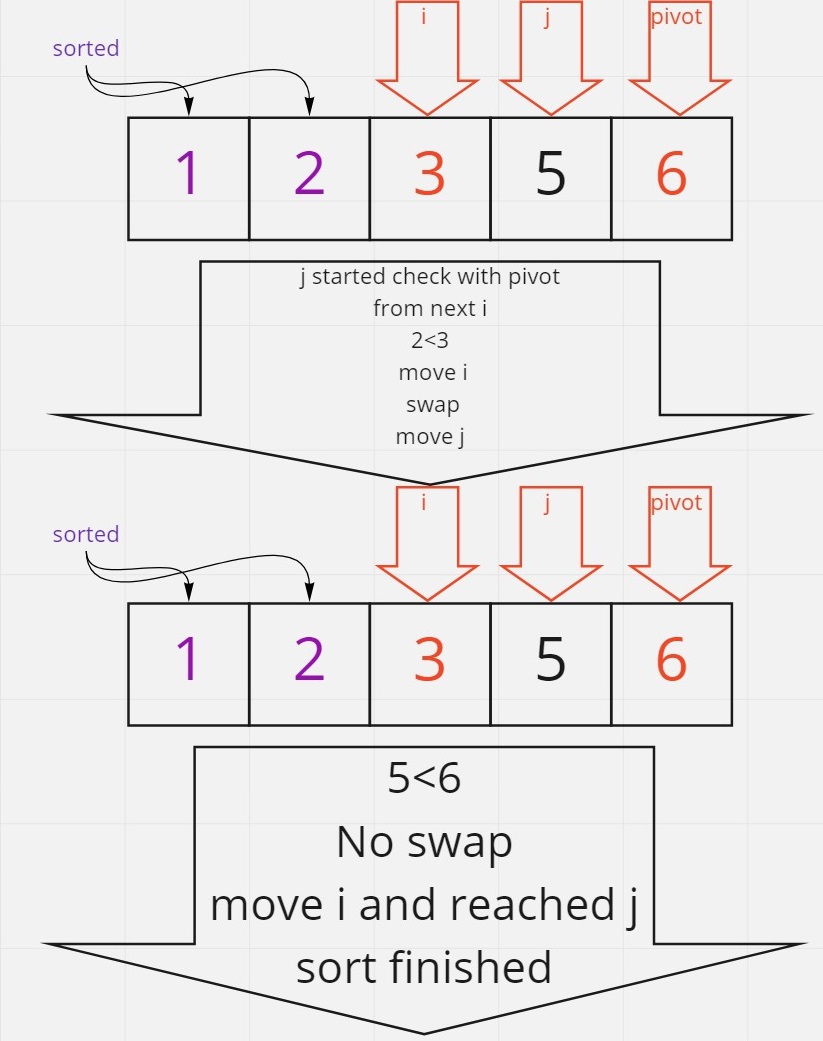 i j pivot
sorted
1 2 3 5 6
j started check with pivot
from next i
2<3
move i
swap
move j
i j pivot
sorted
1 2 3 5 6
5<6
No swap
move i and reached j
sort finished